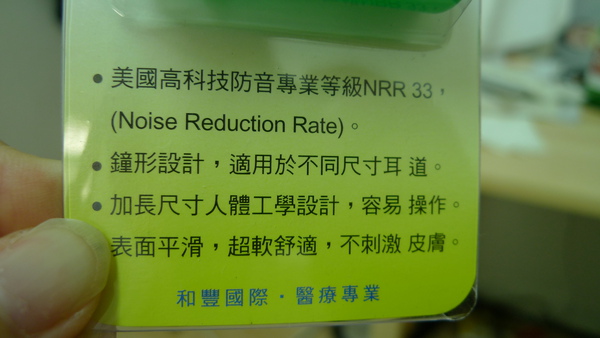 • 美國高科技防音專業等級NRR 33，
(Noise Reduction Rate)。
• 鐘形設計，適用於不同尺寸耳 道。
• 加長尺寸人體工學設計，容易 操作。
表面平滑，超軟舒適，不刺激 皮膚。
和豐國際・醫療專業